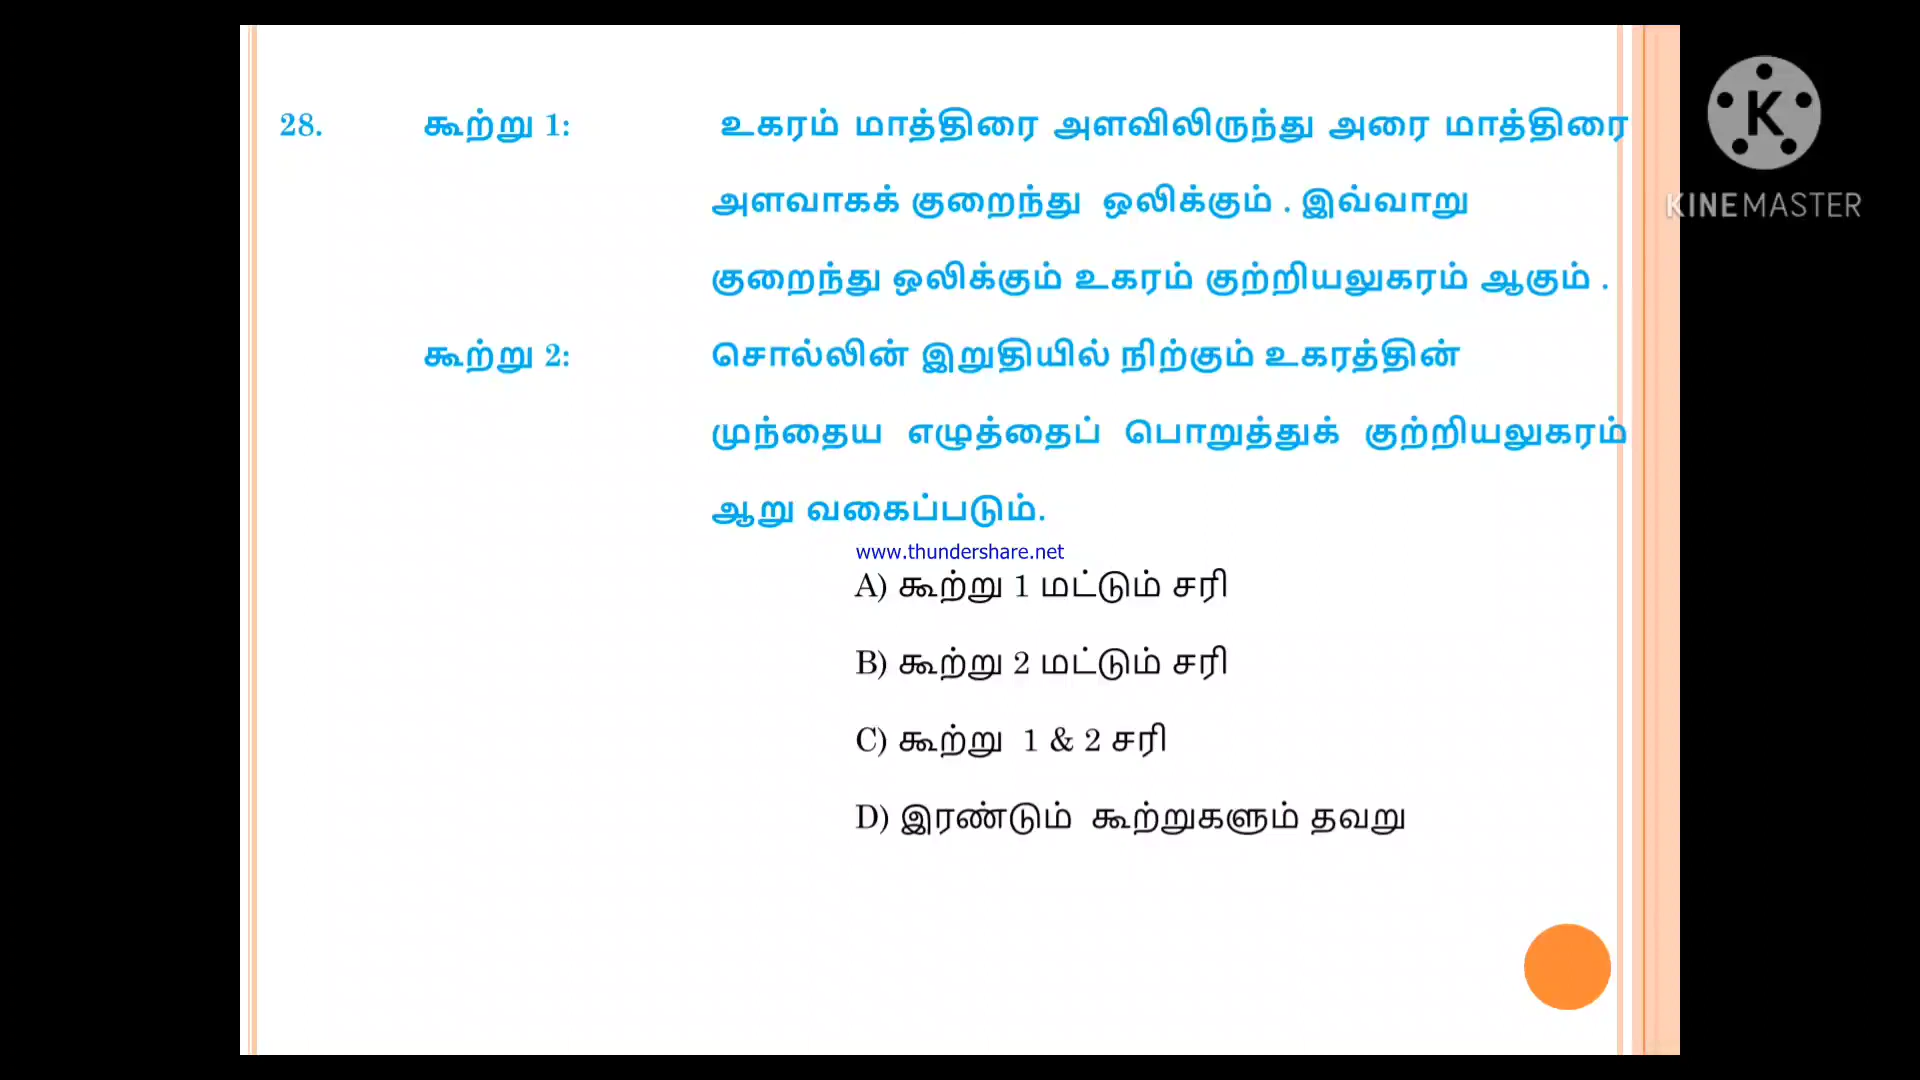 28. கூற்று 1: உகரம் மாத்திரை அளவிலிருந்து அரை மாத்திரை
அளவாகக் குறைந்து ஒலிக்கும் . இவ்வாறு
குறைந்து ஒலிக்கும் உகரம் குற்றியலுகரம் ஆகும் .
கூற்று 2: சொல்லின் இறுதியில் நிற்கும் உகரத்தின்
முந்தைய எழுத்தைப் பொறுத்துக் குற்றியலுகரம்
ஆறு வகைப்படும்.
www.thundershare.net
A) கூற்று 1 மட்டும் சரி
B) கூற்று 2 மட்டும் சரி
C) கூற்று 1 & 2 சரி
D) இரண்டும் கூற்றுகளும் தவறு
K
KINEMASTER